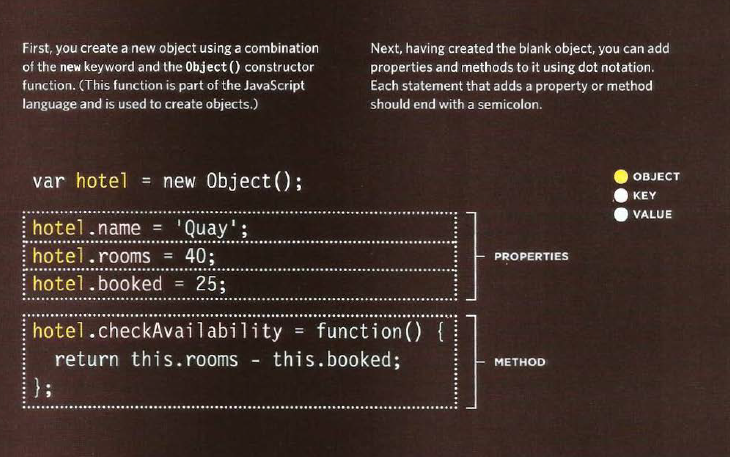 First, you create a new object using a combination
of the new keyword and the Object() constructor
function. (This function is part of the JavaScript
language and is used to create objects.)
Next, having created the blank object, you can add
properties and methods to it using dot notation.
Each statement that adds a property or method
should end with a semicolon.
var hotel = new Object();
OBJECT
KEY
VALUE
hotel.name = 'Quay';
hotel.rooms = 40;
hotel.booked = 25;
PROPERTIES
hotel.checkAvailability = function() {
return this.rooms - this.booked;
};
METHOD